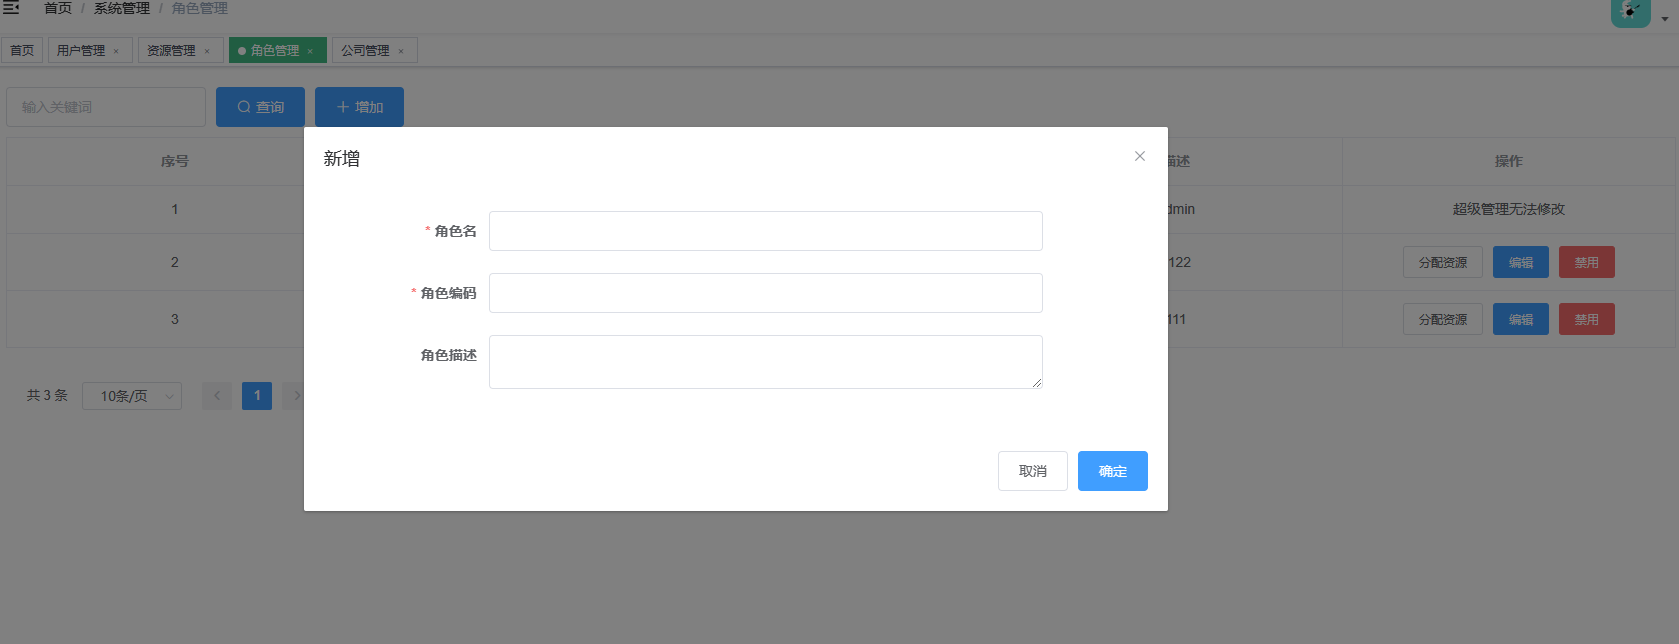 首页 / 系统管理 / 角色管理
首页 用户管理 × 资源管理 × 角色管理 × 公司管理 ×
输入关键词 查询 增加
序号 描述 操作
1 dmin 超级管理无法修改
2 122 分配资源 编辑 禁用
3 111 分配资源 编辑 禁用
共 3 条 10条/页 1
新增
* 角色名
* 角色编码
角色描述
取消 确定